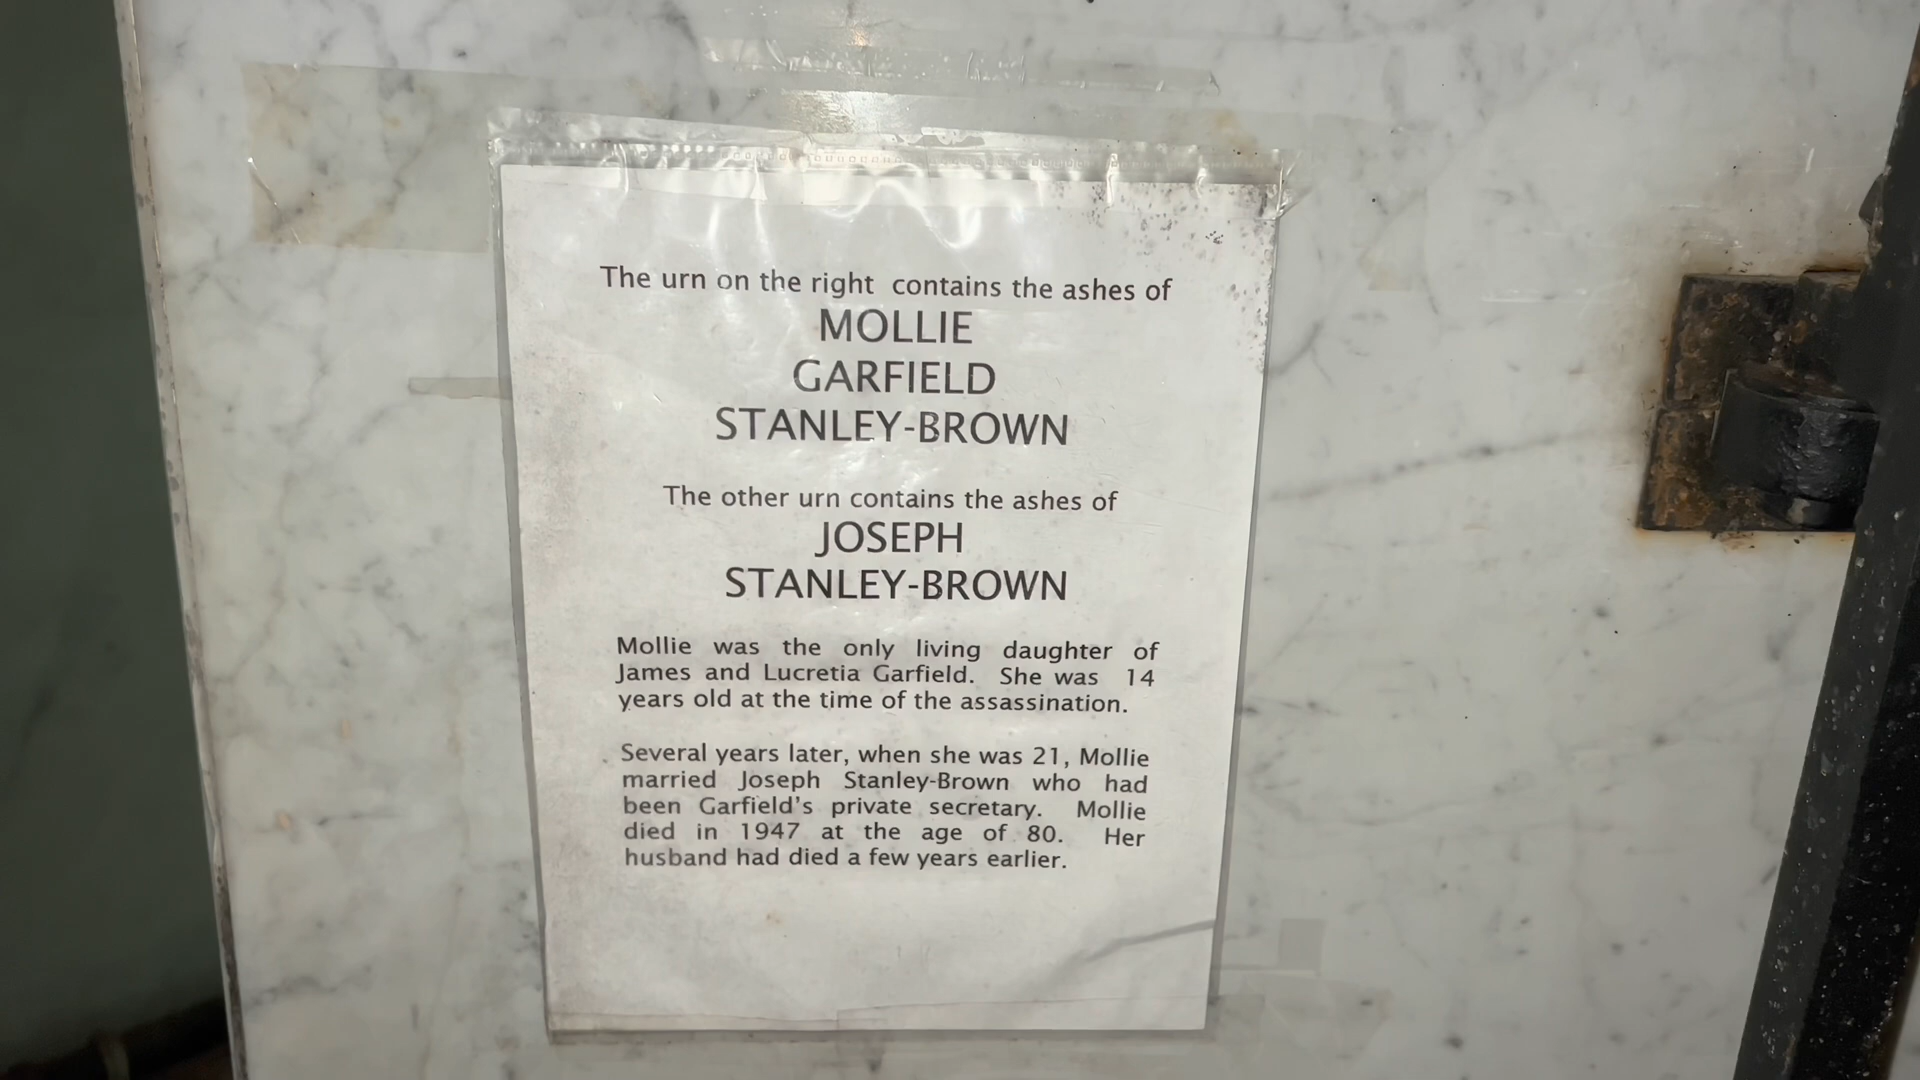 The urn on the right contains the ashes of
MOLLIE
GARFIELD
STANLEY-BROWN
The other urn contains the ashes of
JOSEPH
STANLEY-BROWN
Mollie was the only living daughter of
James and Lucretia Garfield. She was 14
years old at the time of the assassination.
Several years later, when she was 21, Mollie
married Joseph Stanley-Brown who had
been Garfield's private secretary. Mollie
died in 1947 at the age of 80. Her
husband had died a few years earlier.